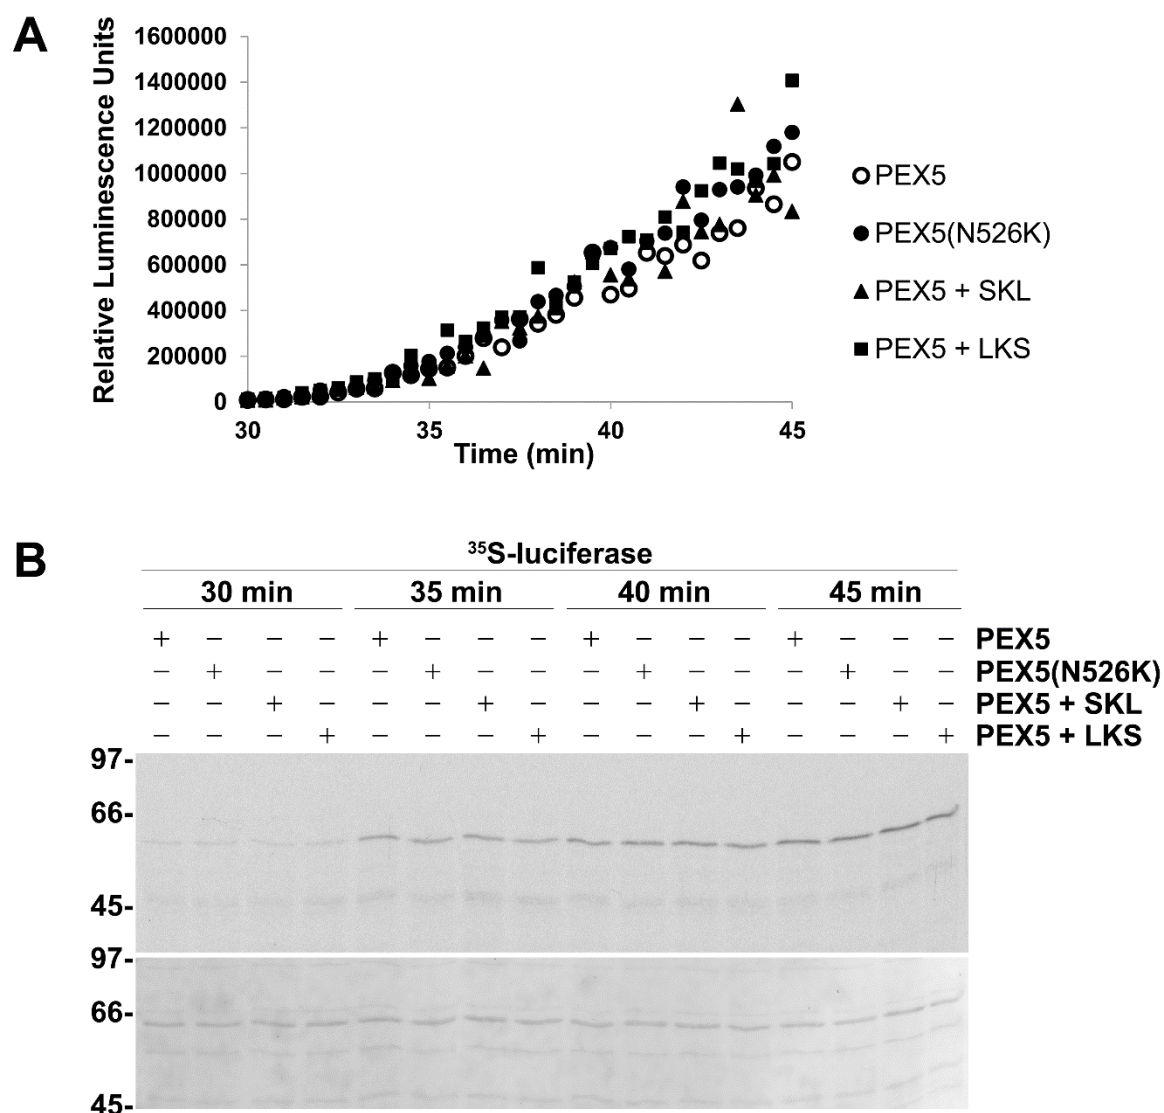 A
Relative Luminescence Units
1600000
1400000
1200000
1000000
800000
600000
400000
200000
0
30 35 40 45
Time (min)
PEX5
PEX5(N526K)
PEX5 + SKL
PEX5 + LKS
B
³⁵S-luciferase
30 min 35 min 40 min 45 min
+ − − − + − − − + − − − + − − − PEX5
− + − − − + − − − + − − − + − − PEX5(N526K)
− − + − − − + − − − + − − − + − PEX5 + SKL
− − − + − − − + − − − + − − − + PEX5 + LKS
97-
66-
45-
97-
66-
45-